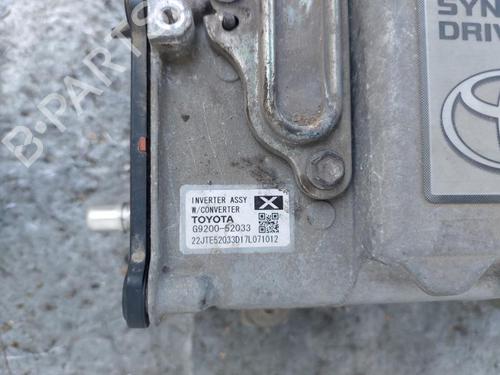 SYN
DRIV
INVERTER ASSY
W/CONVERTER
X
TOYOTA
G9200-52033
22JTE52033D17L071012
B-PARTS